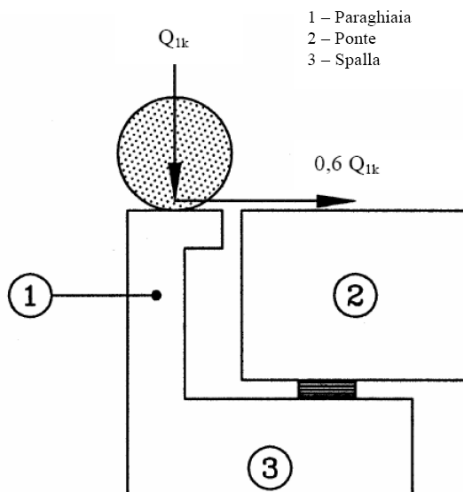 1 – Paraghiaia
2 – Ponte
3 – Spalla
Q1k
0,6 Q1k
1
2
3